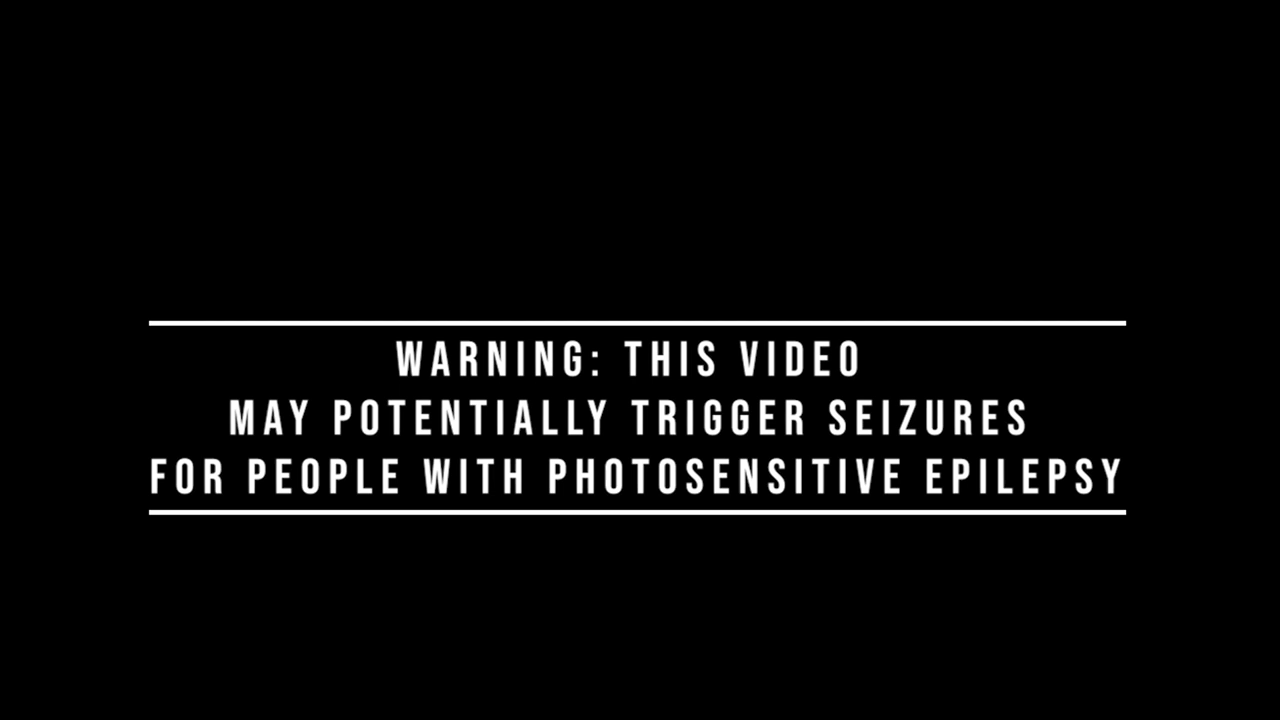 WARNING: THIS VIDEO
MAY POTENTIALLY TRIGGER SEIZURES
FOR PEOPLE WITH PHOTOSENSITIVE EPILEPSY